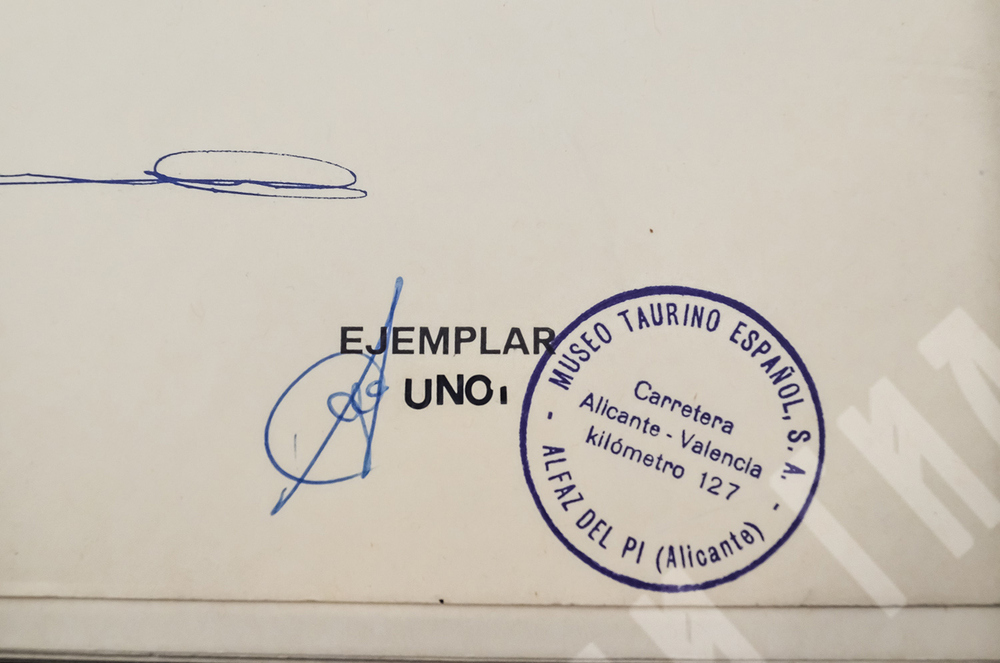 EJEMPLAR
UNO.
MUSEO TAURINO ESPAÑOL, S. A.
Carretera
Alicante - Valencia
kilómetro 127
- ALFAZ DEL PI (Alicante) -